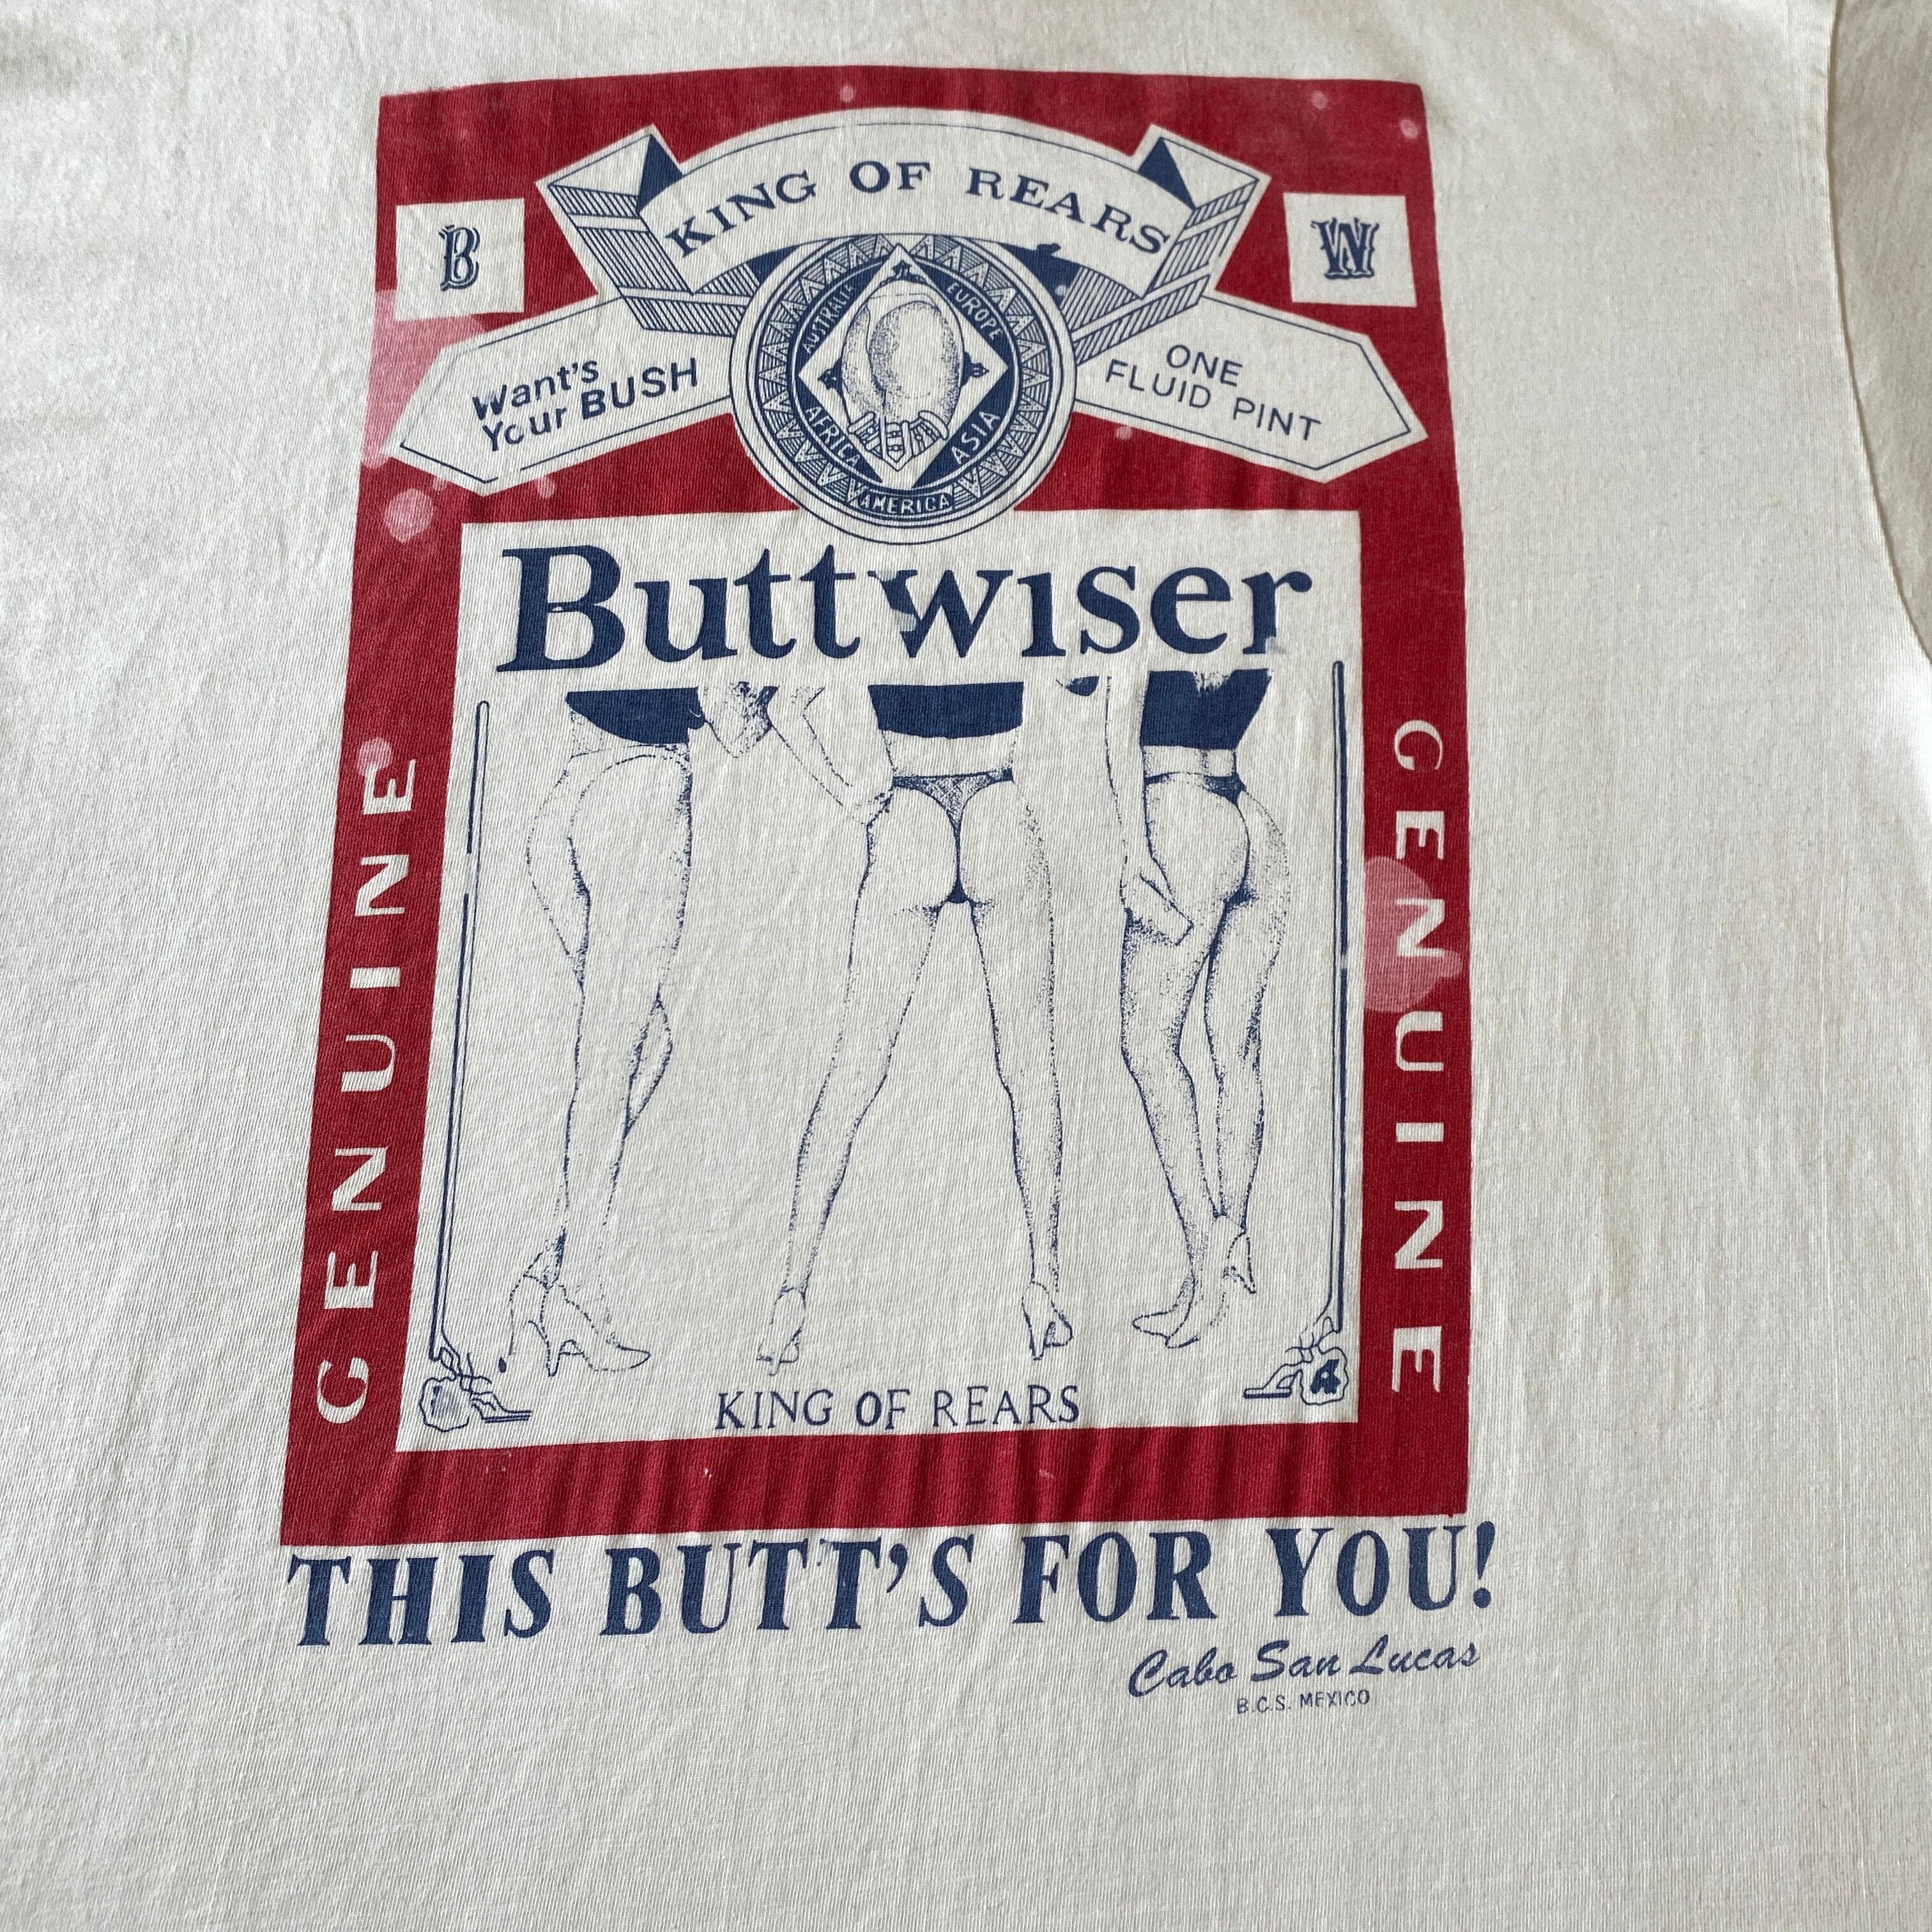 KING OF REARS
B
W
Want's
Your BUSH
ONE
FLUID PINT
AUSTRALIA
EUROPE
AFRICA
ASIA
AMERICA
Buttwiser
GENUINE
GENUINE
4
KING OF REARS
THIS BUTT'S FOR YOU!
Cabo San Lucas
B.C.S. MEXICO